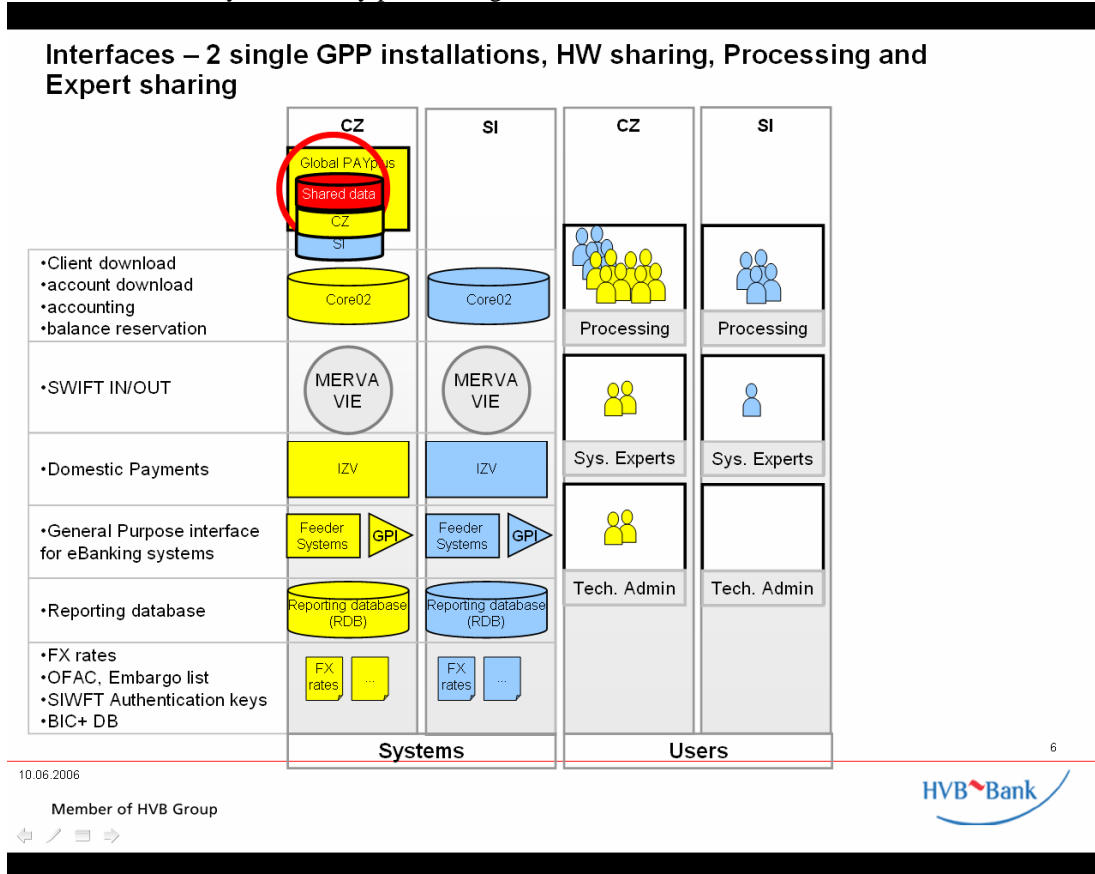 Interfaces – 2 single GPP installations, HW sharing, Processing and
Expert sharing
CZ
SI
CZ
SI
Global PAYplus
Shared data
CZ
SI
•Client download
•account download
•accounting
•balance reservation
Core02
Core02
Processing
Processing
•SWIFT IN/OUT
MERVA
VIE
MERVA
VIE
Sys. Experts
Sys. Experts
•Domestic Payments
IZV
IZV
•General Purpose interface
for eBanking systems
Feeder
Systems
GPI
Feeder
Systems
GPI
Tech. Admin
Tech. Admin
•Reporting database
Reporting database
(RDB)
Reporting database
(RDB)
•FX rates
•OFAC, Embargo list
•SIWFT Authentication keys
•BIC+ DB
FX
rates
...
FX
rates
...
Systems
Users
6
10.06.2006
Member of HVB Group
HVB Bank